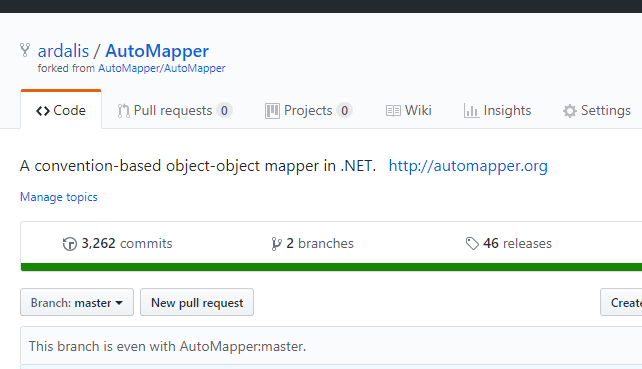 ardalis / AutoMapper
forked from AutoMapper/AutoMapper
Code Pull requests 0 Projects 0 Wiki Insights Settings
A convention-based object-object mapper in .NET. http://automapper.org
Manage topics
3,262 commits 2 branches 46 releases
Branch: master New pull request Create
This branch is even with AutoMapper:master.